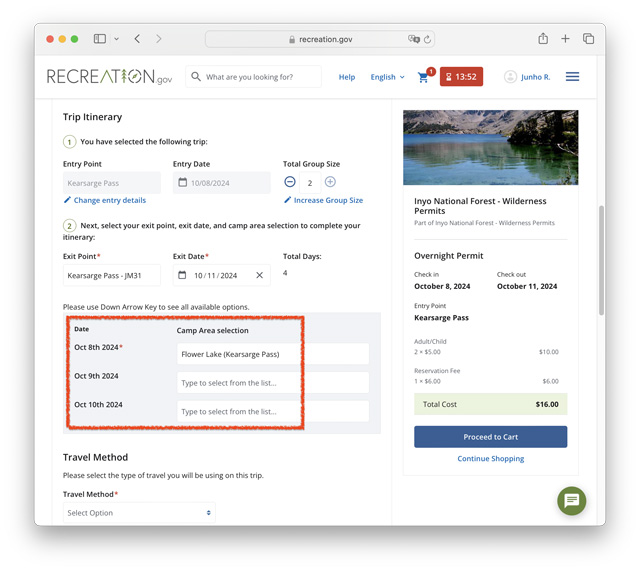 recreation.gov
RECREATION.gov
What are you looking for?
Help
English
1
13:52
Junho R.
Trip Itinerary
1 You have selected the following trip:
Entry Point
Entry Date
Total Group Size
Kearsarge Pass
10/08/2024
2
Change entry details
Increase Group Size
2 Next, select your exit point, exit date, and camp area selection to complete your
itinerary:
Exit Point*
Exit Date*
Total Days:
Kearsarge Pass - JM31
10/11/2024
4
Please use Down Arrow Key to see all available options.
Date
Camp Area selection
Oct 8th 2024*
Flower Lake (Kearsarge Pass)
Oct 9th 2024
Type to select from the list...
Oct 10th 2024
Type to select from the list...
Travel Method
Please select the type of travel you will be using on this trip.
Travel Method*
Select Option
Inyo National Forest - Wilderness
Permits
Part of Inyo National Forest - Wilderness Permits
Overnight Permit
Check in
Check out
October 8, 2024
October 11, 2024
Entry Point
Kearsarge Pass
Adult/Child
2 × $5.00
$10.00
Reservation Fee
1 × $6.00
$6.00
Total Cost
$16.00
Proceed to Cart
Continue Shopping